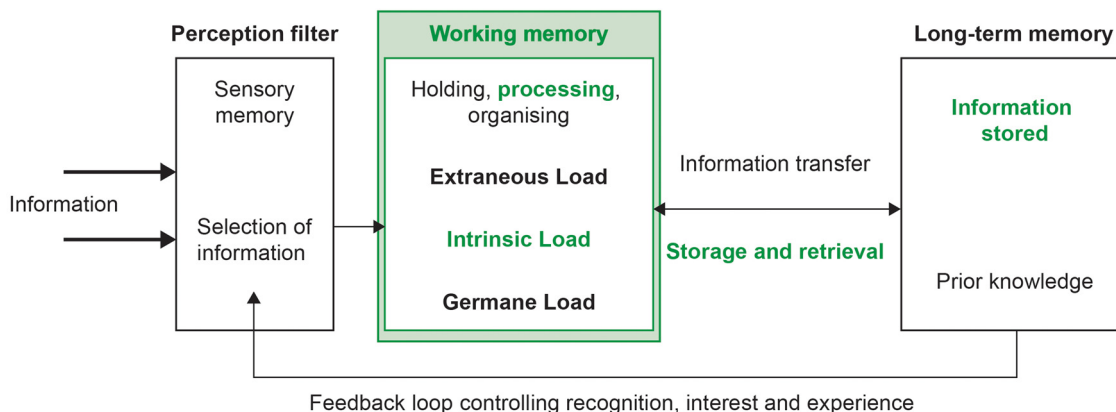 Perception filter
Working memory
Long-term memory
Sensory
memory
Holding, processing,
organising
Information
stored
Extraneous Load
Information transfer
Information
Selection of
information
Intrinsic Load
Storage and retrieval
Germane Load
Prior knowledge
Feedback loop controlling recognition, interest and experience